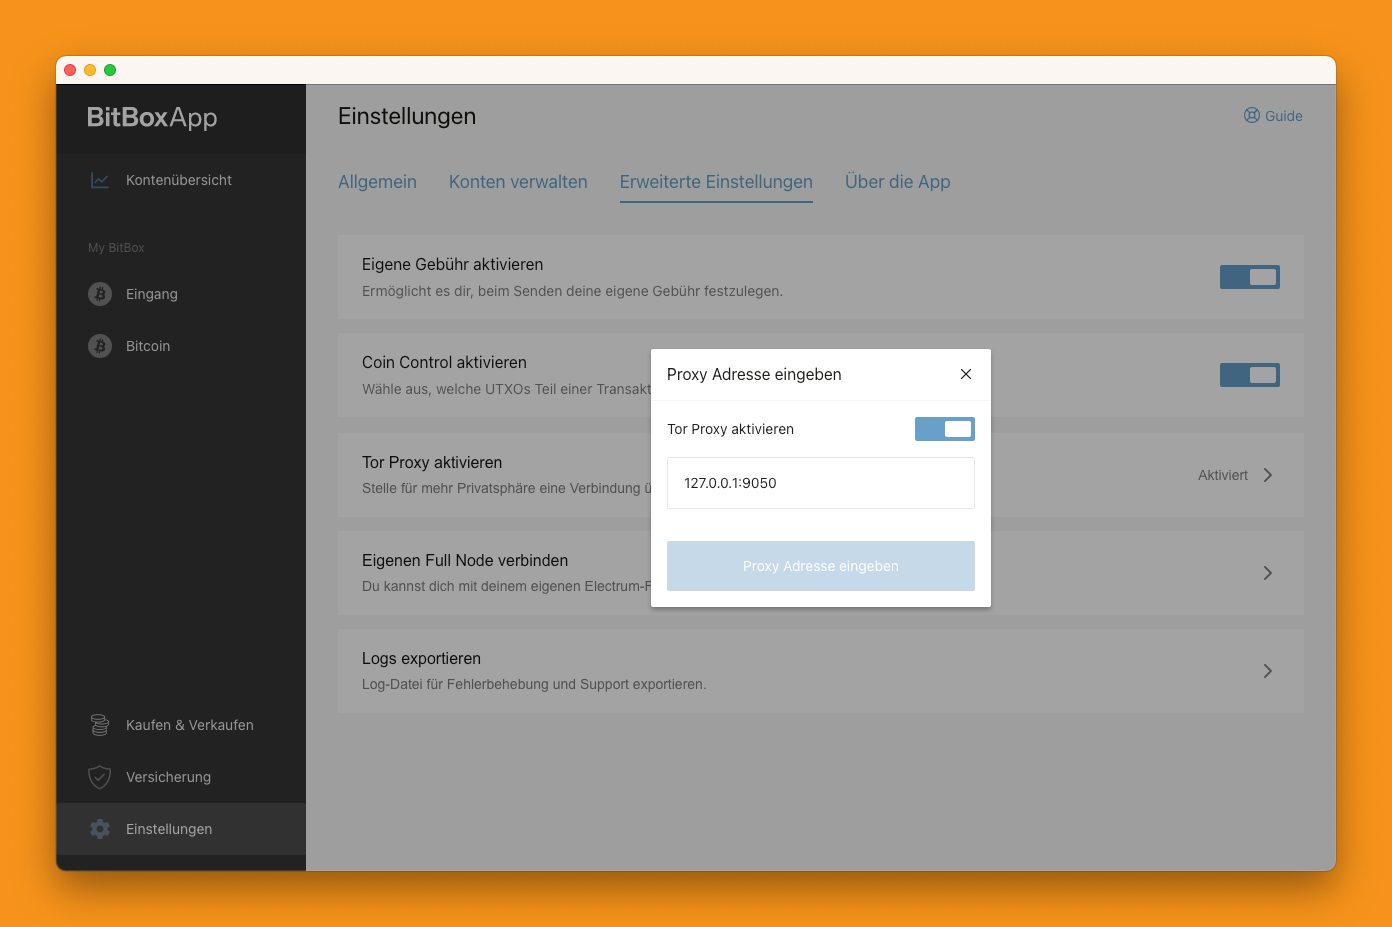 BitBoxApp
Kontenübersicht
My BitBox
Eingang
Bitcoin
Kaufen & Verkaufen
Versicherung
Einstellungen
Einstellungen
Guide
Allgemein
Konten verwalten
Erweiterte Einstellungen
Über die App
Eigene Gebühr aktivieren
Ermöglicht es dir, beim Senden deine eigene Gebühr festzulegen.
Coin Control aktivieren
Wähle aus, welche UTXOs Teil einer Transakt
Tor Proxy aktivieren
Stelle für mehr Privatsphäre eine Verbindung ü
Aktiviert
Eigenen Full Node verbinden
Du kannst dich mit deinem eigenen Electrum-F
Logs exportieren
Log-Datei für Fehlerbehebung und Support exportieren.
Proxy Adresse eingeben
Tor Proxy aktivieren
127.0.0.1:9050
Proxy Adresse eingeben